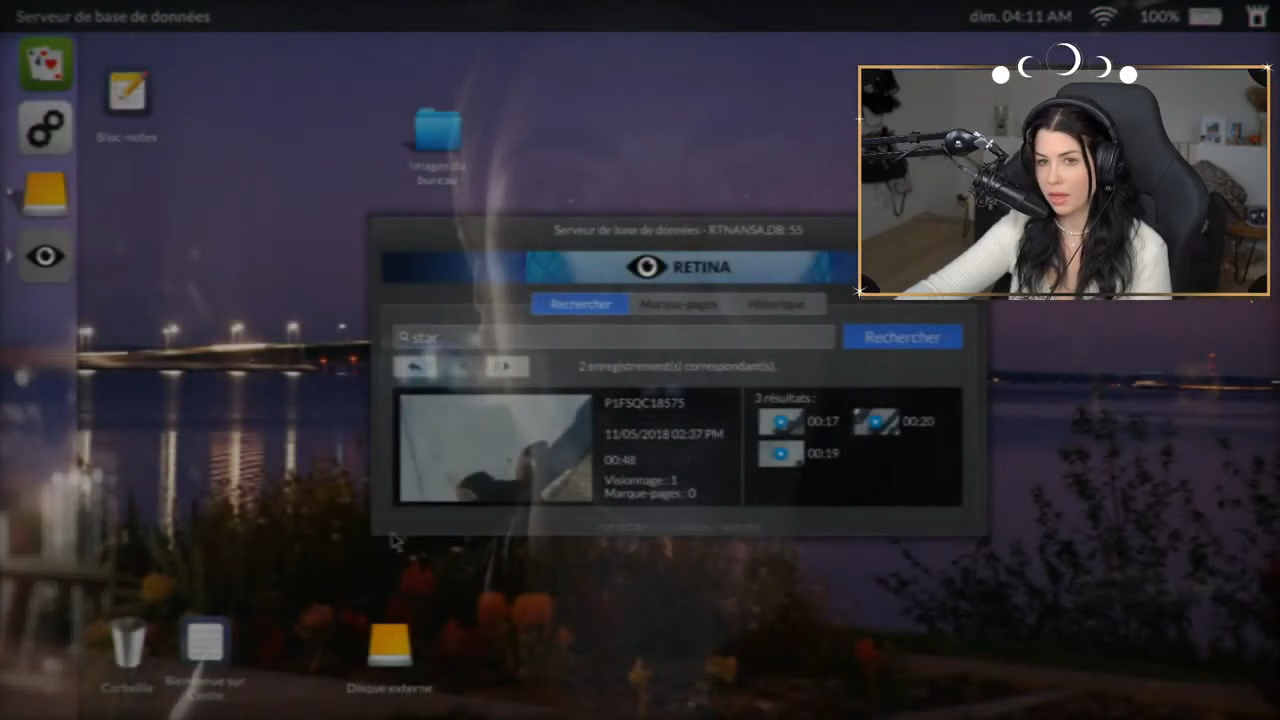 Serveur de base de données
dim. 04:11 AM
100%
Bloc-notes
Images du
bureau
Serveur de base de données - RTNANSA.DB: 55
RETINA
Rechercher
Marque-pages
Historique
star
Rechercher
2 enregistrement(s) correspondant(s).
P1FSQC18575
11/05/2018 02:37 PM
00:48
Visionnage : 1
Marque-pages : 0
3 résultats :
00:17
00:20
00:19
Corbeille
Bienvenue sur
Disque externe